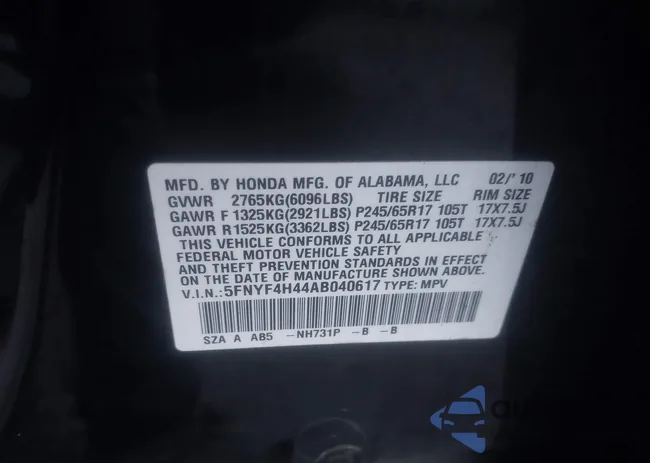 MFD. BY HONDA MFG. OF ALABAMA, LLC 02/' 10
GVWR 2765KG(6096LBS) TIRE SIZE RIM SIZE
GAWR F 1325KG(2921LBS) P245/65R17 105T 17X7.5J
GAWR R1525KG(3362LBS) P245/65R17 105T 17X7.5J
THIS VEHICLE CONFORMS TO ALL APPLICABLE
FEDERAL MOTOR VEHICLE SAFETY
AND THEFT PREVENTION STANDARDS IN EFFECT
ON THE DATE OF MANUFACTURE SHOWN ABOVE.
V.I.N.:5FNYF4H44AB040617 TYPE: MPV
SZA A AB5 -NH731P -B -B